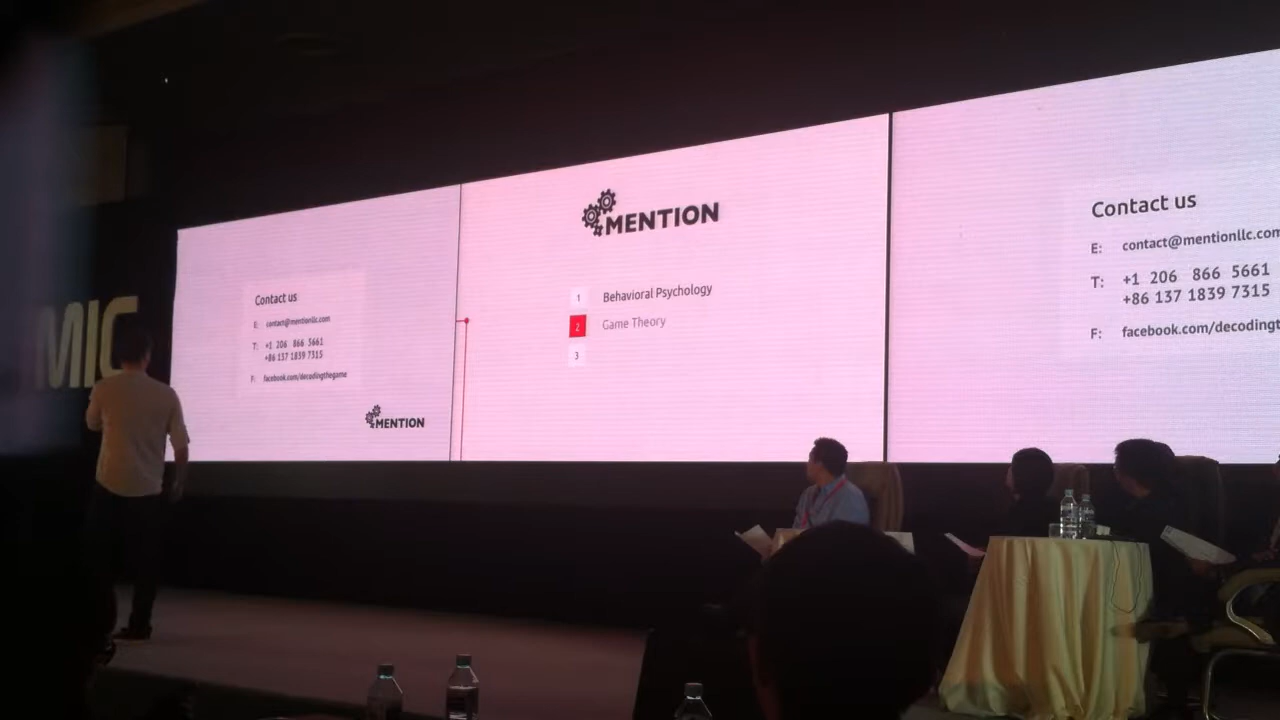 MIC
Contact us
E: contact@mentionllc.com
T: +1 206 866 5661
+86 137 1839 7315
F: facebook.com/decodingthegame
MENTION
MENTION
1 Behavioral Psychology
2 Game Theory
3
Contact us
E: contact@mentionllc.com
T: +1 206 866 5661
+86 137 1839 7315
F: facebook.com/decodingt